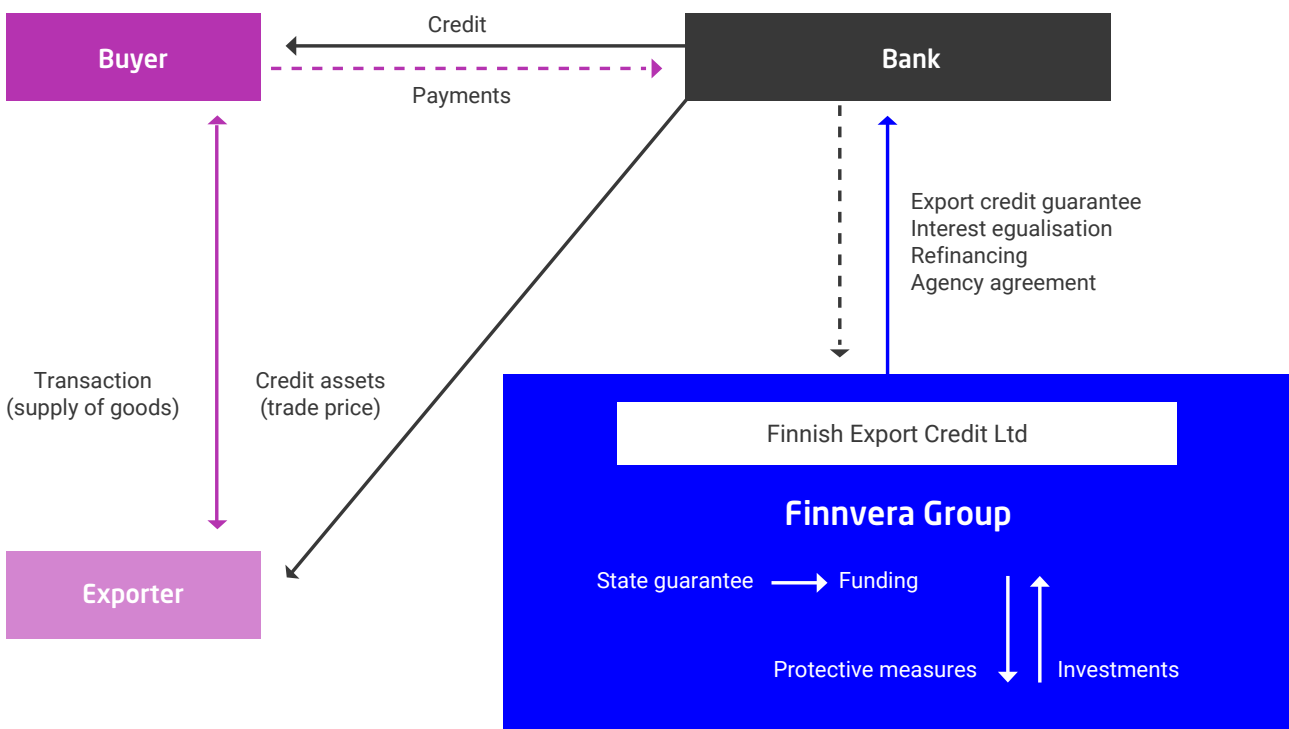 Credit
Buyer
Bank
Payments
Export credit guarantee
Interest egualisation
Refinancing
Agency agreement
Transaction
(supply of goods)
Credit assets
(trade price)
Finnish Export Credit Ltd
Finnvera Group
Exporter
State guarantee
Funding
Protective measures
Investments